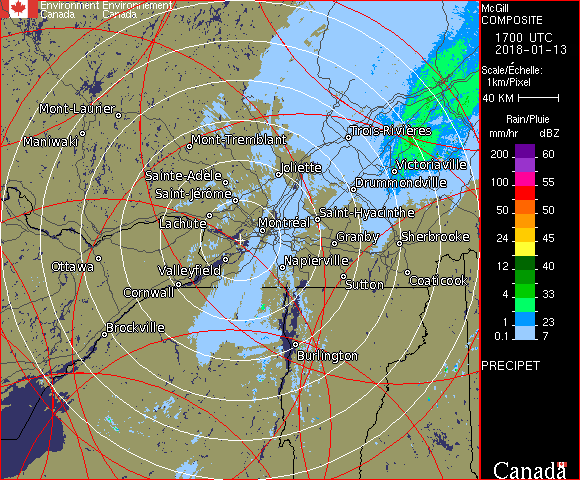 Environment Environnement
Canada Canada
McGill
COMPOSITE
1700 UTC
2018-01-13
Scale/Échelle:
1km/Pixel
40 KM
Rain/Pluie
mm/hr dBZ
200 60
100 55
50 50
24 45
12 40
4 33
1 23
0.1 7
PRECIPET
Canada
Mont-Laurier
Maniwaki
Mont-Tremblant
Trois-Rivières
Joliette
Victoriaville
Sainte-Adèle
Drummondville
Saint-Jérôme
Lachute
Montréal
Saint-Hyacinthe
Granby
Sherbrooke
Ottawa
Valleyfield
Napierville
Cornwall
Sutton
Coaticook
Brockville
Burlington